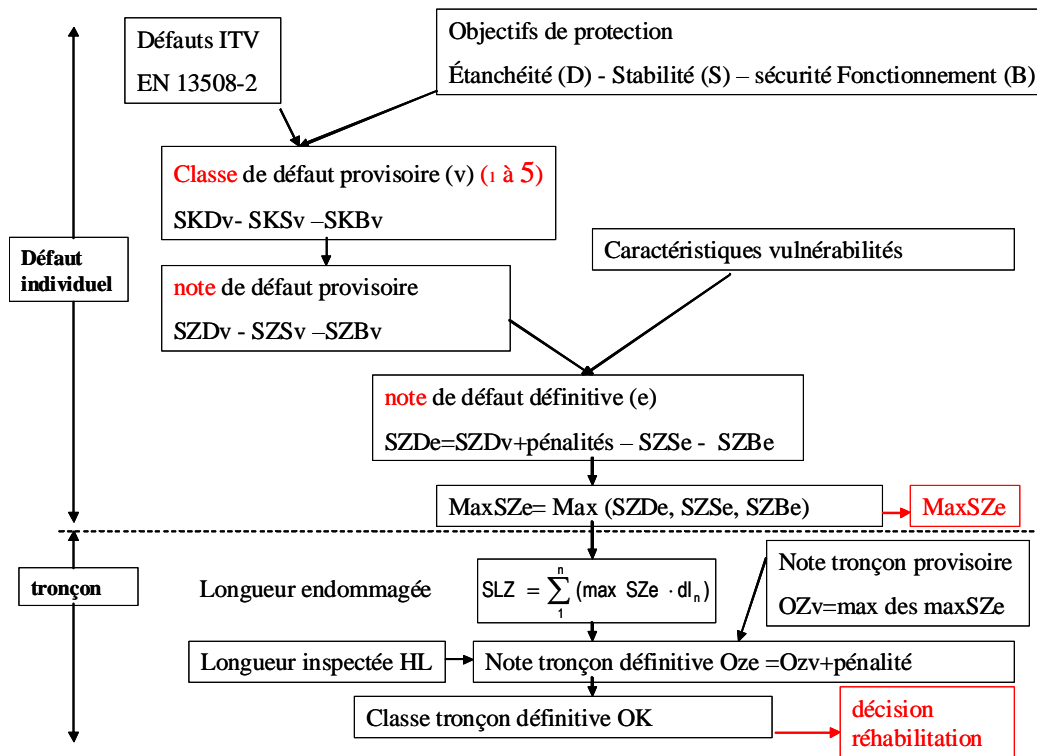 Défauts ITV
EN 13508-2
Objectifs de protection
Étanchéité (D) - Stabilité (S) – sécurité Fonctionnement (B)
Classe de défaut provisoire (v) (1 à 5)
SKDv- SKSv –SKBv
Défaut
individuel
Caractéristiques vulnérabilités
note de défaut provisoire
SZDv - SZSv –SZBv
note de défaut définitive (e)
SZDe=SZDv+pénalités – SZSe - SZBe
MaxSZe= Max (SZDe, SZSe, SZBe)
MaxSZe
tronçon
Longueur endommagée
SLZ = n∑1 (max SZe · dln)
Note tronçon provisoire
OZv=max des maxSZe
Longueur inspectée HL
Note tronçon définitive Oze =Ozv+pénalité
Classe tronçon définitive OK
décision
réhabilitation